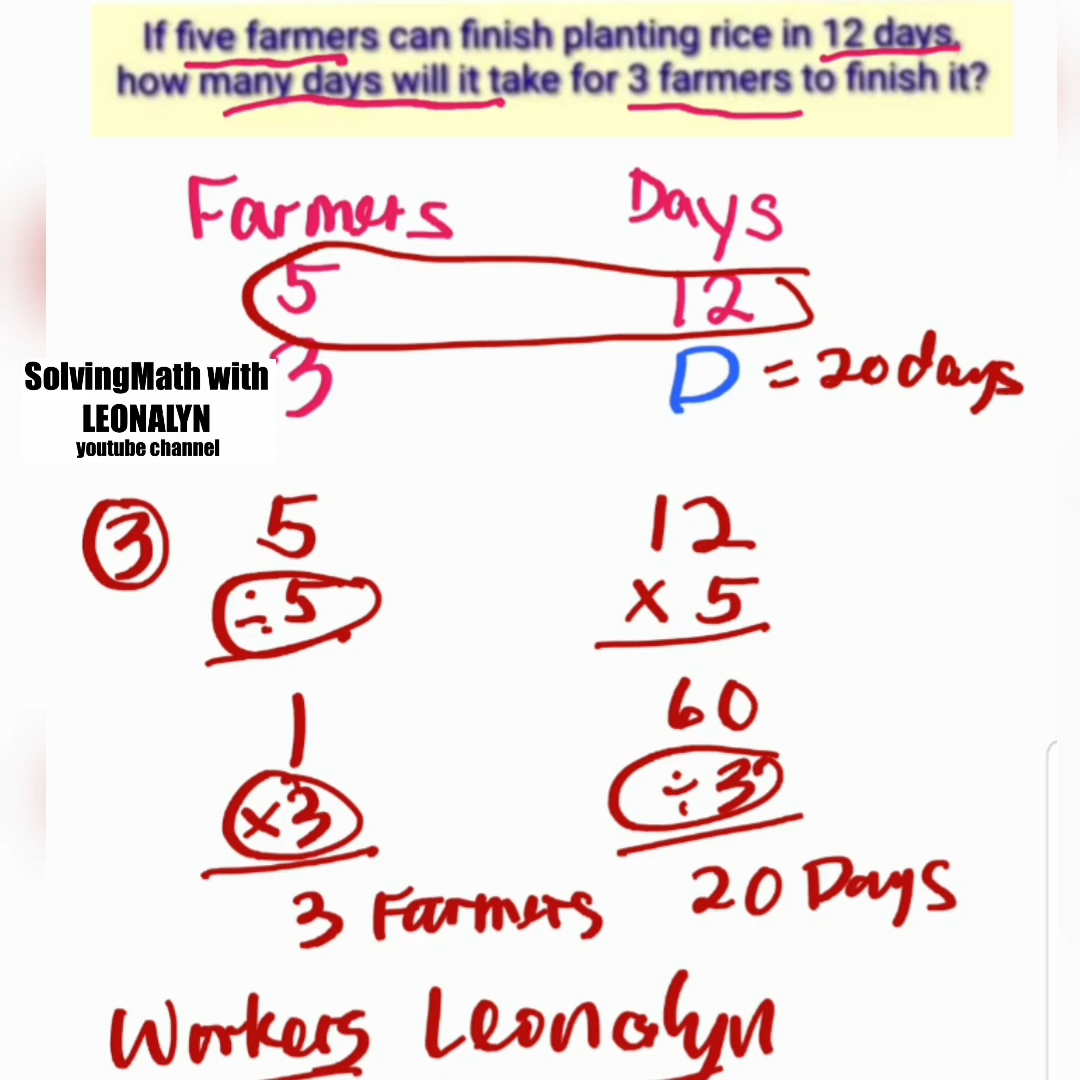 If five farmers can finish planting rice in 12 days,
how many days will it take for 3 farmers to finish it?
Farmers Days
5 12
3 D = 20 days
SolvingMath with
LEONALYN
youtube channel
3 5 12
÷5 x 5
1 60
x3 ÷3
3 Farmers 20 Days
Workers Leonalyn